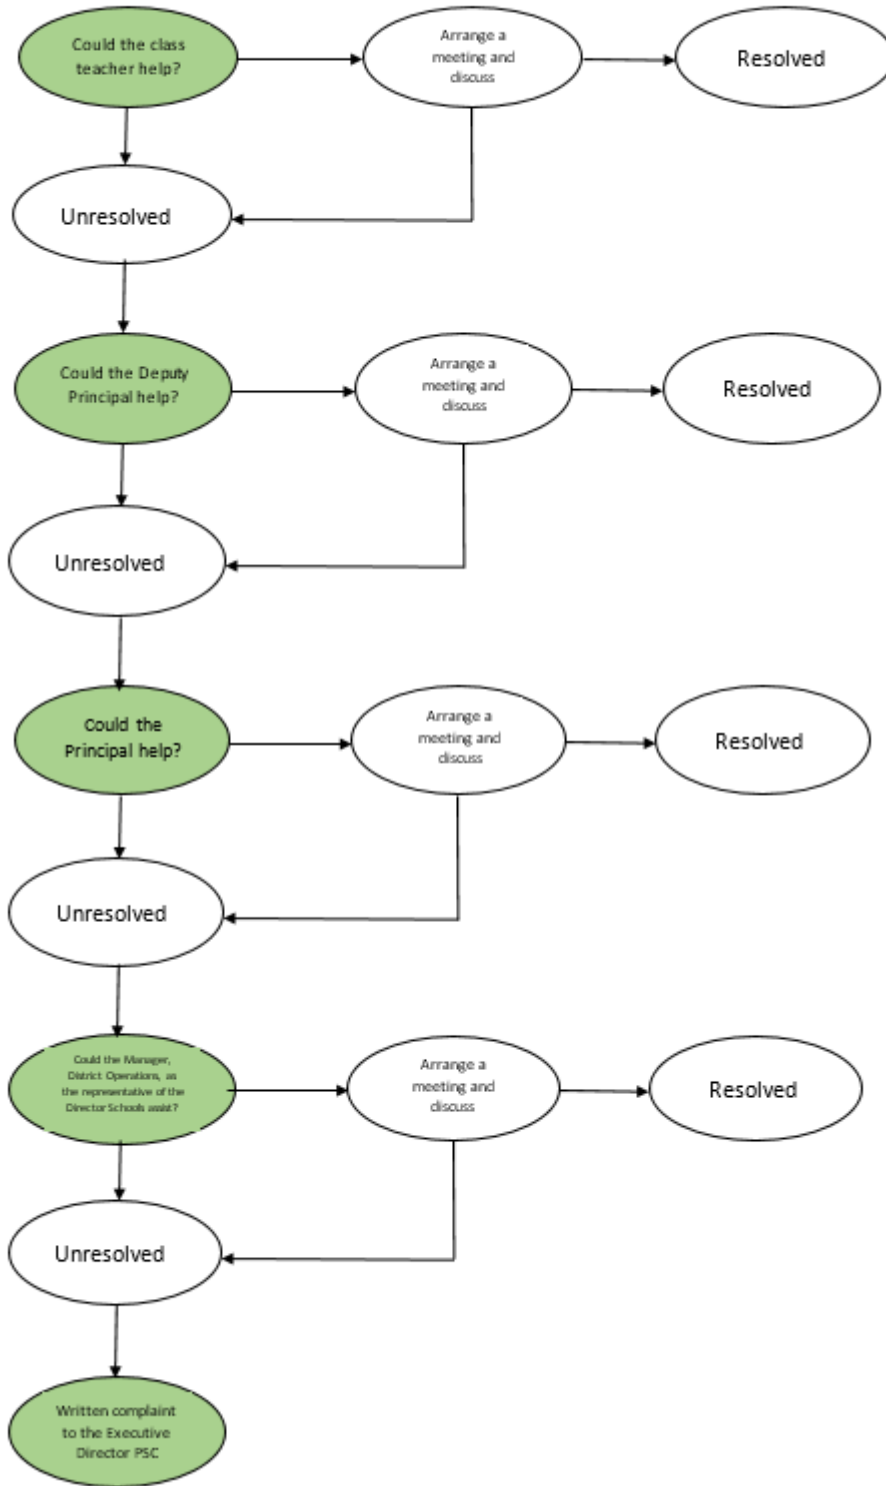 Could the class
teacher help?
Arrange a
meeting and
discuss
Resolved
Unresolved
Could the Deputy
Principal help?
Arrange a
meeting and
discuss
Resolved
Unresolved
Could the
Principal help?
Arrange a
meeting and
discuss
Resolved
Unresolved
Could the Manager,
District Operations, as
the representative of the
Director Schools assist?
Arrange a
meeting and
discuss
Resolved
Unresolved
Written complaint
to the Executive
Director PSC